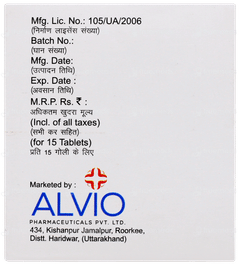 Mfg. Lic. No.: 105/UA/2006
(निर्माण लाइसेंस संख्या)
Batch No.:
(घान संख्या)
Mfg. Date:
(उत्पादन तिथि)
Exp. Date :
(अवसान तिथि)
M.R.P. Rs. ₹ :
अधिकतम खुदरा मूल्य
(Incl. of all taxes)
(सभी कर सहित)
(for 15 Tablets)
प्रति 15 गोली के लिए
Marketed by :
ALVIO
PHARMACEUTICALS PVT. LTD.
434, Kishanpur Jamalpur, Roorkee,
Distt. Haridwar, (Uttarakhand)